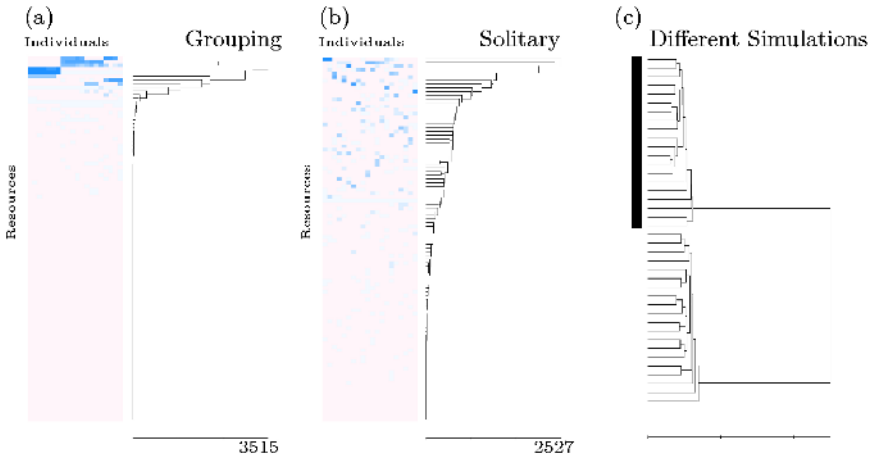 (a)
Individuals
Grouping
Resources
3515
(b)
Individuals
Solitary
Resources
2527
(c)
Different Simulations